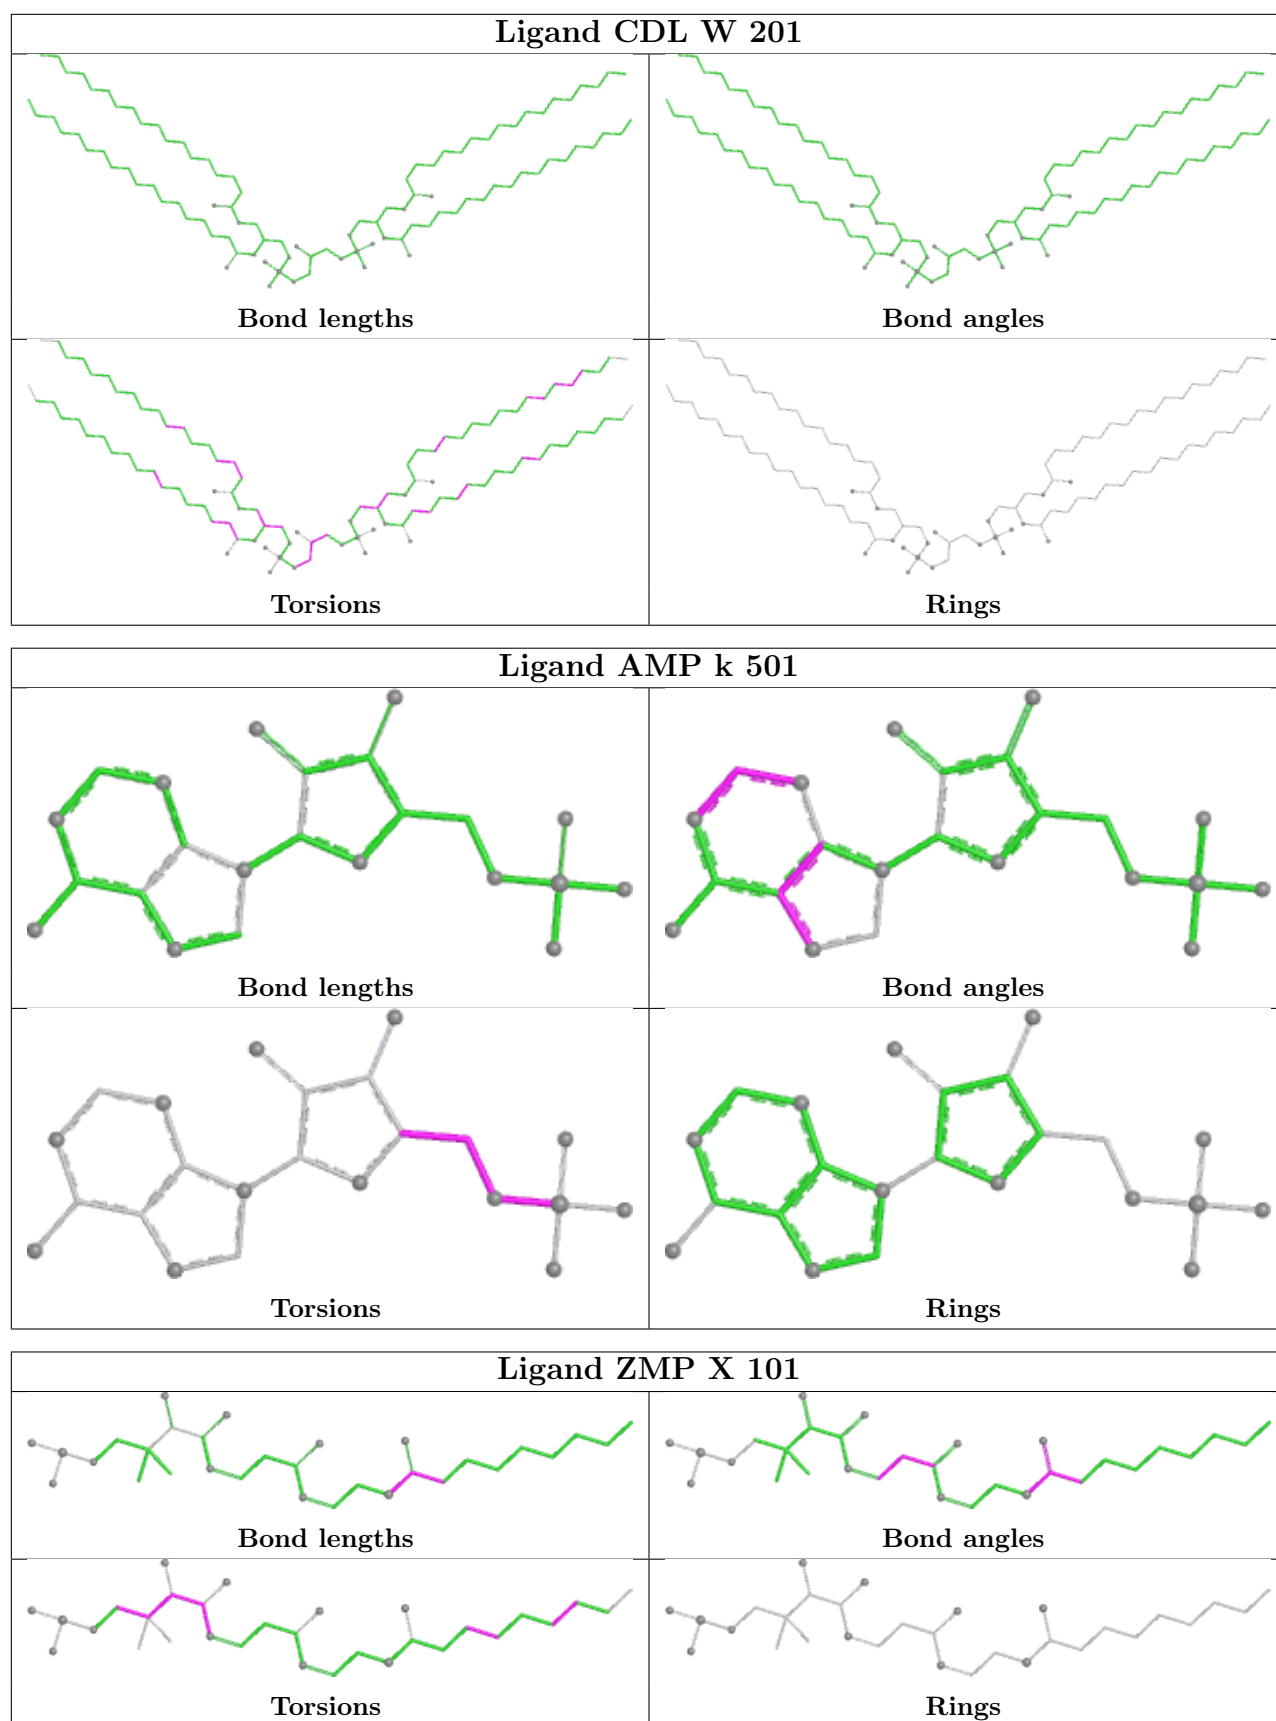 Ligand CDL W 201
Bond lengths
Bond angles
Torsions
Rings
Ligand AMP k 501
Bond lengths
Bond angles
Torsions
Rings
Ligand ZMP X 101
Bond lengths
Bond angles
Torsions
Rings